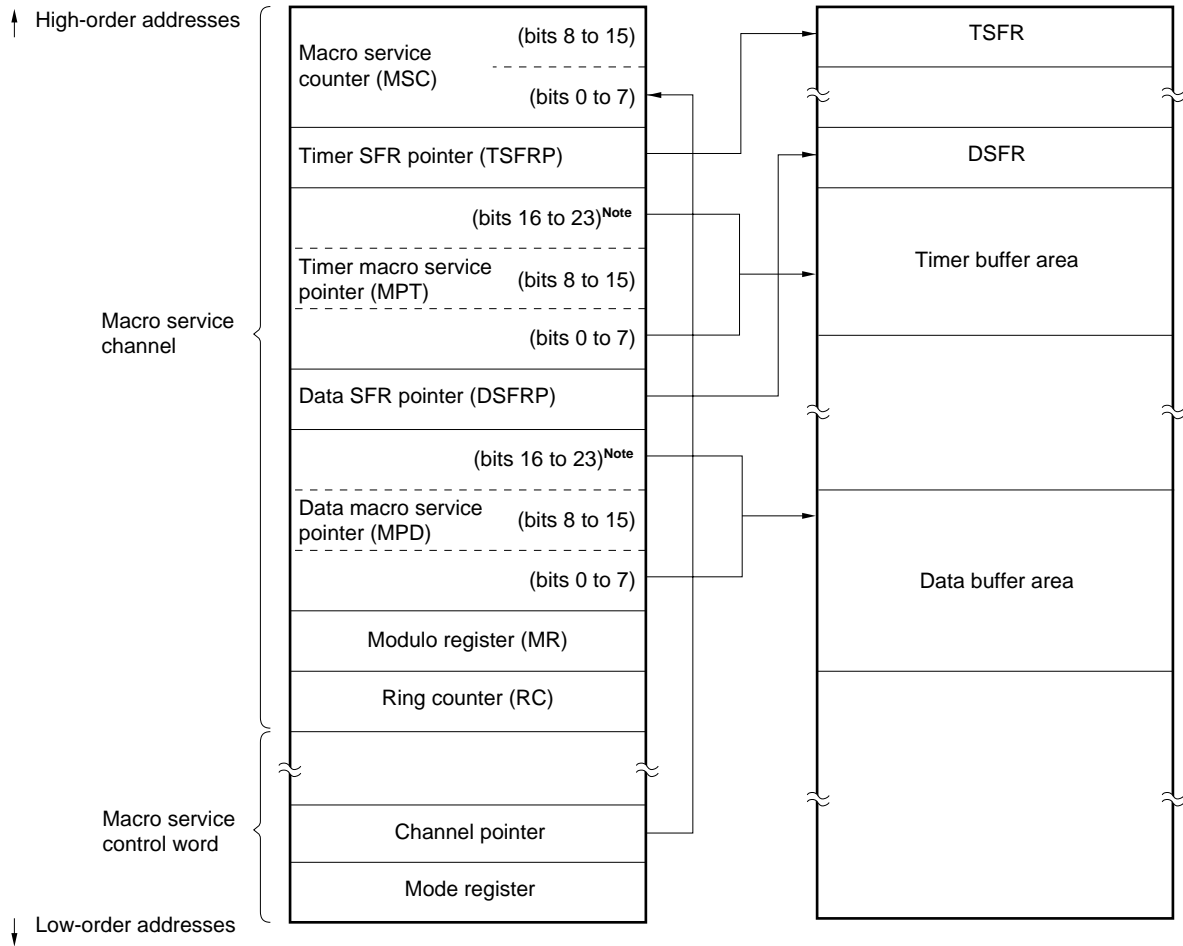 High-order addresses
Macro service
counter (MSC)
(bits 8 to 15)
(bits 0 to 7)
Timer SFR pointer (TSFRP)
(bits 16 to 23)Note
Timer macro service
pointer (MPT)
(bits 8 to 15)
(bits 0 to 7)
Data SFR pointer (DSFRP)
(bits 16 to 23)Note
Data macro service
pointer (MPD)
(bits 8 to 15)
(bits 0 to 7)
Modulo register (MR)
Ring counter (RC)
Channel pointer
Mode register
Macro service
channel
Macro service
control word
Low-order addresses
TSFR
DSFR
Timer buffer area
Data buffer area